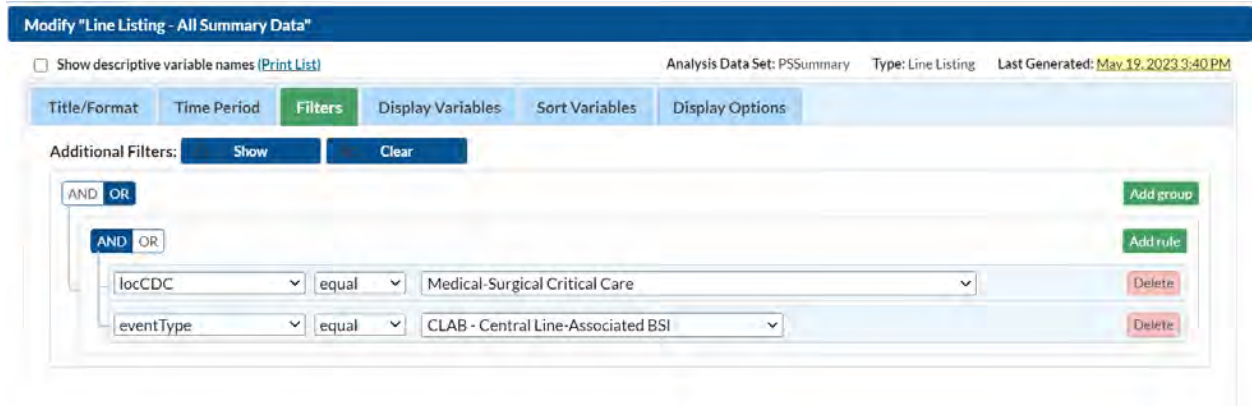 Modify "Line Listing - All Summary Data"
Show descriptive variable names (Print List) Analysis Data Set: PSSummary Type: Line Listing Last Generated: May 19, 2023 3:40 PM
Title/Format Time Period Filters Display Variables Sort Variables Display Options
Additional Filters: Show Clear
AND OR Add group
AND OR Add rule
locCDC equal Medical-Surgical Critical Care Delete
eventType equal CLAB - Central Line-Associated BSI Delete